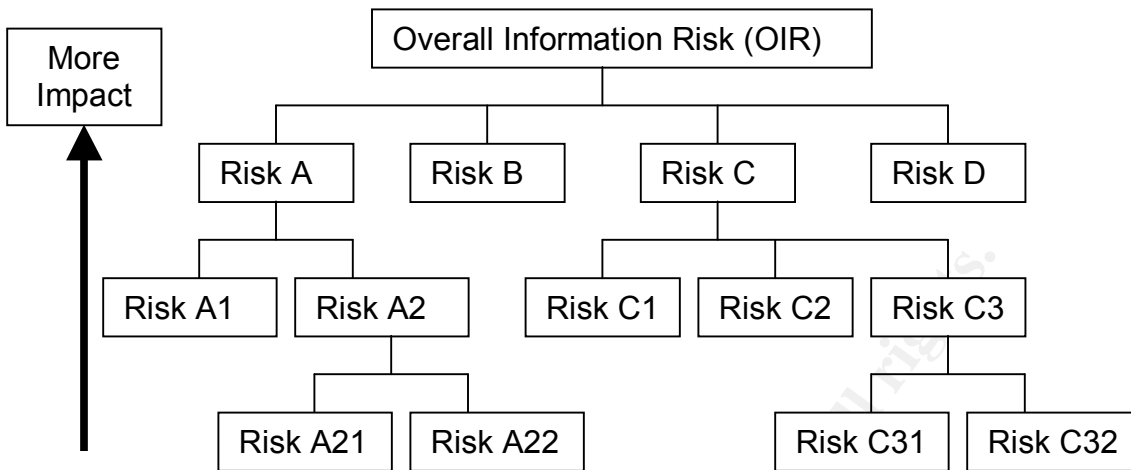 Overall Information Risk (OIR)
More
Impact
Risk A
Risk B
Risk C
Risk D
Risk A1
Risk A2
Risk C1
Risk C2
Risk C3
Risk A21
Risk A22
Risk C31
Risk C32
rights.